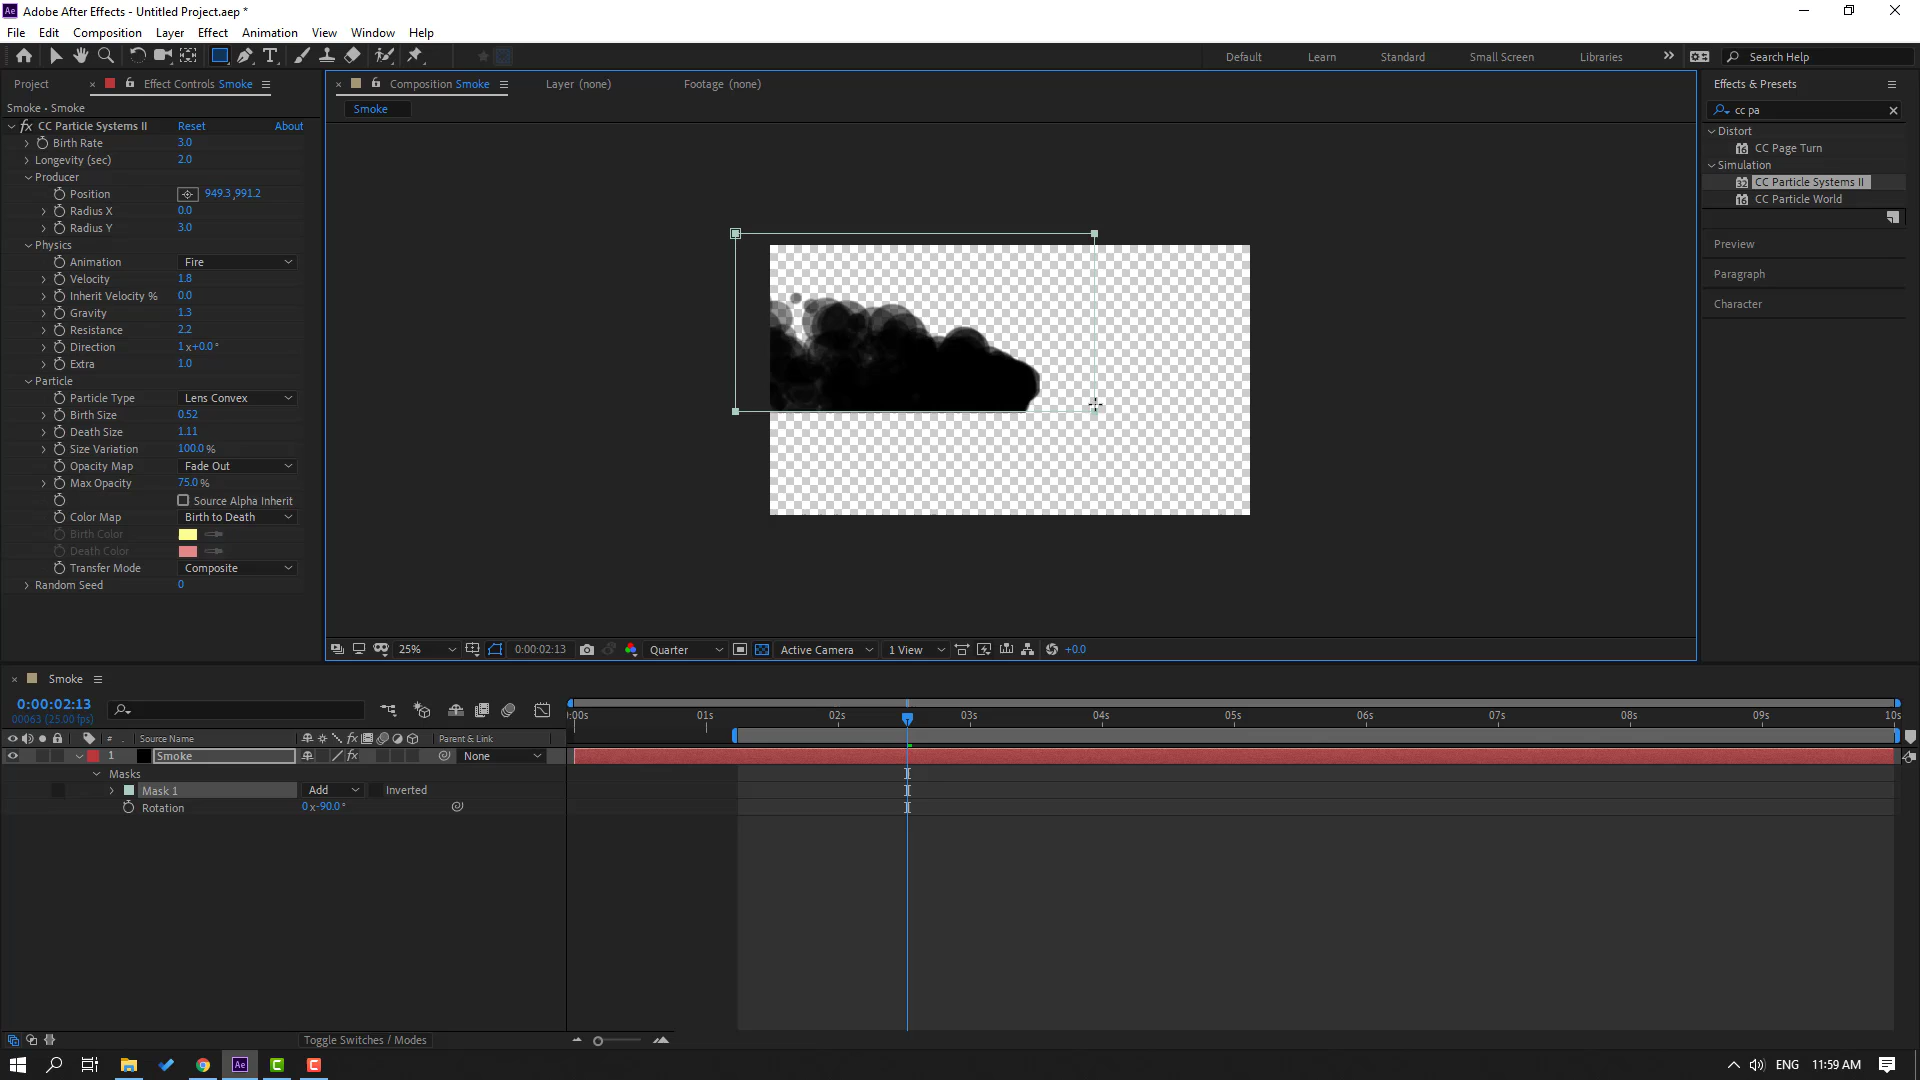 Adobe After Effects - Untitled Project.aep *
File Edit Composition Layer Effect Animation View Window Help
Default Learn Standard Small Screen Libraries Search Help
Project Effect Controls Smoke
Smoke • Smoke
fx CC Particle Systems II Reset About
Birth Rate 3.0
Longevity (sec) 2.0
Producer
Position 949.3,991.2
Radius X 0.0
Radius Y 3.0
Physics
Animation Fire
Velocity 1.8
Inherit Velocity % 0.0
Gravity 1.3
Resistance 2.2
Direction 1x+0.0°
Extra 1.0
Particle
Particle Type Lens Convex
Birth Size 0.52
Death Size 1.11
Size Variation 100.0 %
Opacity Map Fade Out
Max Opacity 75.0 %
Source Alpha Inherit
Color Map Birth to Death
Birth Color
Death Color
Transfer Mode Composite
Random Seed 0
Composition Smoke Layer (none) Footage (none)
Smoke
25% 0:00:02:13 Quarter Active Camera 1 View +0.0
Effects & Presets
cc pa
Distort
16 CC Page Turn
Simulation
32 CC Particle Systems II
16 CC Particle World
Preview
Paragraph
Character
Smoke
0:00:02:13
00063 (25.00 fps)
:00s 01s 02s 03s 04s 05s 06s 07s 08s 09s 10s
# Source Name fx Parent & Link
1 Smoke fx None
Masks
Mask 1 Add Inverted
Rotation 0x-90.0°
Toggle Switches / Modes
Ae C C ENG 11:59 AM